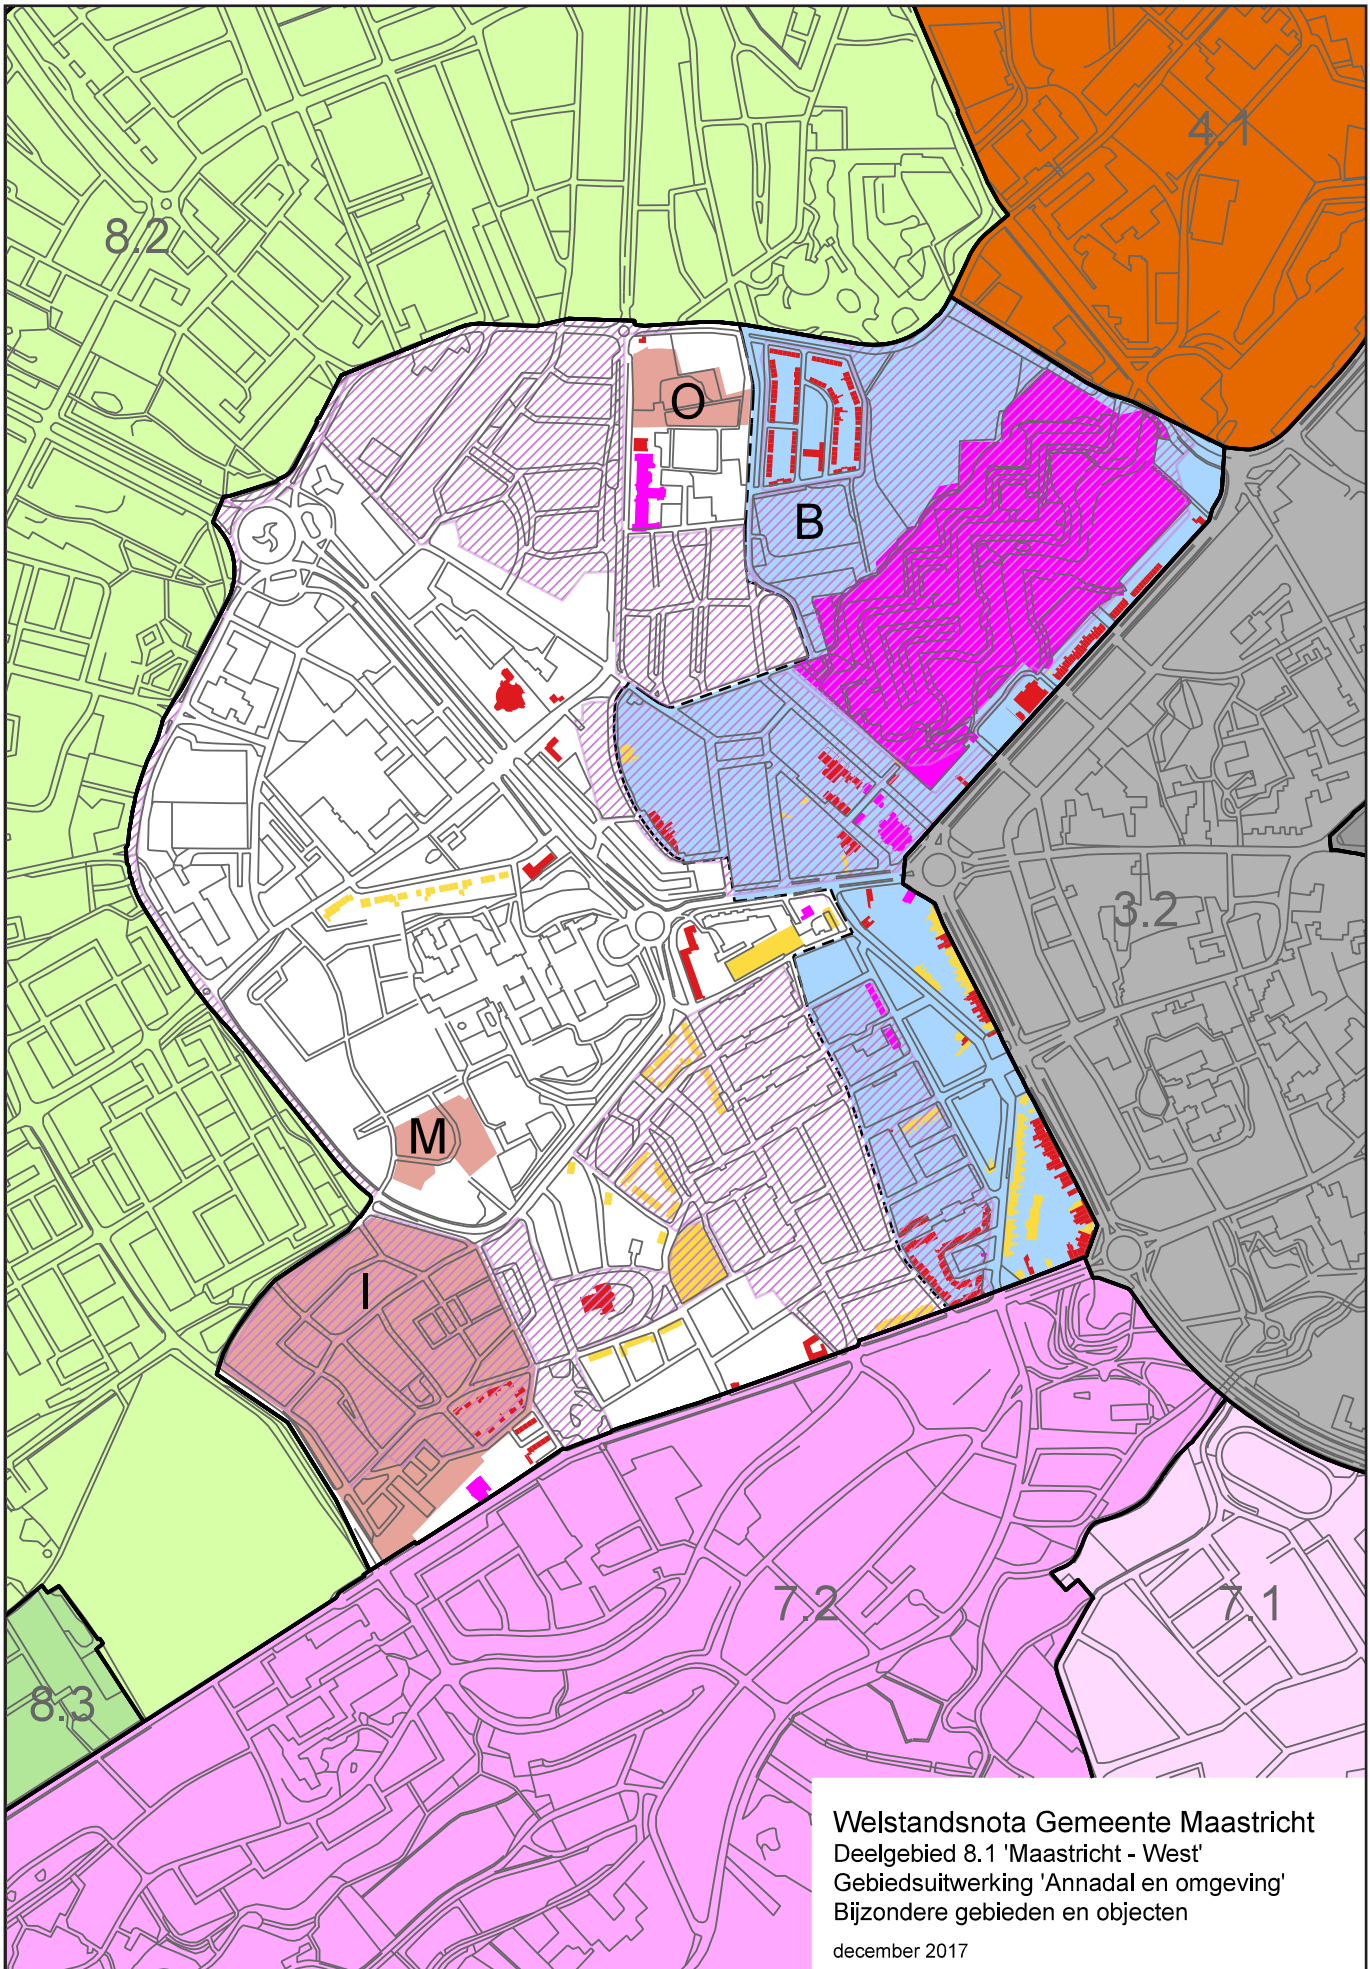 4.1
8.2
O
B
3.2
M
I
7.2
7.1
8.3
Welstandsnota Gemeente Maastricht
Deelgebied 8.1 'Maastricht - West'
Gebiedsuitwerking 'Annadal en omgeving'
Bijzondere gebieden en objecten
december 2017